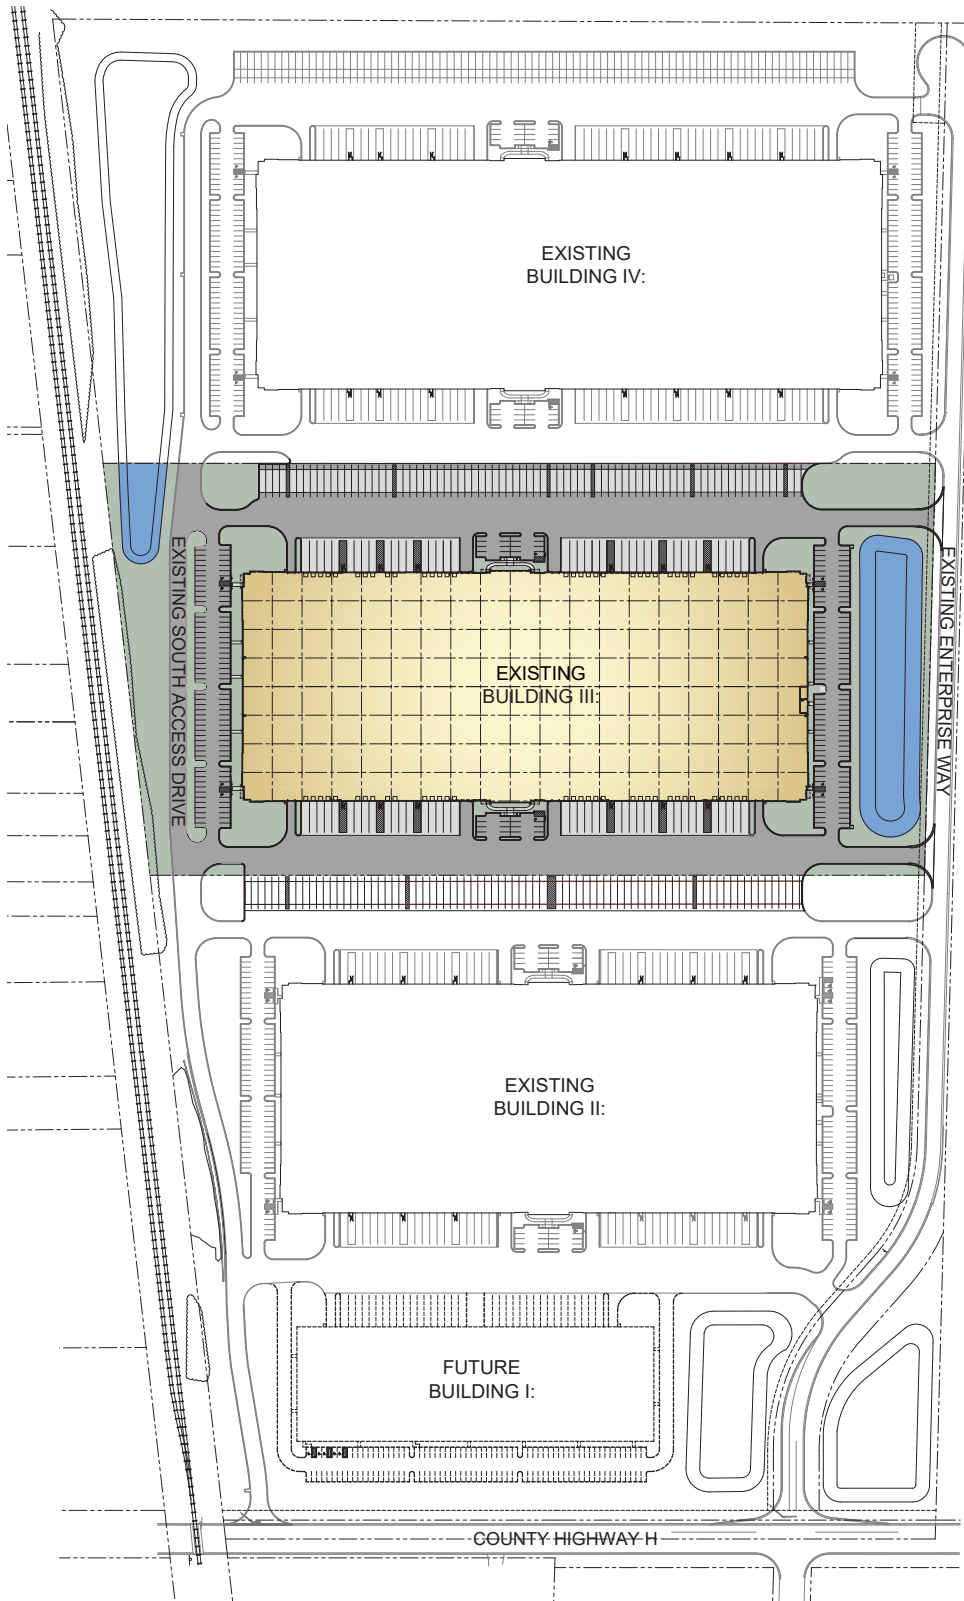 EXISTING
BUILDING IV:
EXISTING SOUTH ACCESS DRIVE
EXISTING
BUILDING III:
EXISTING ENTERPRISE WAY
EXISTING
BUILDING II:
FUTURE
BUILDING I:
COUNTY HIGHWAY H